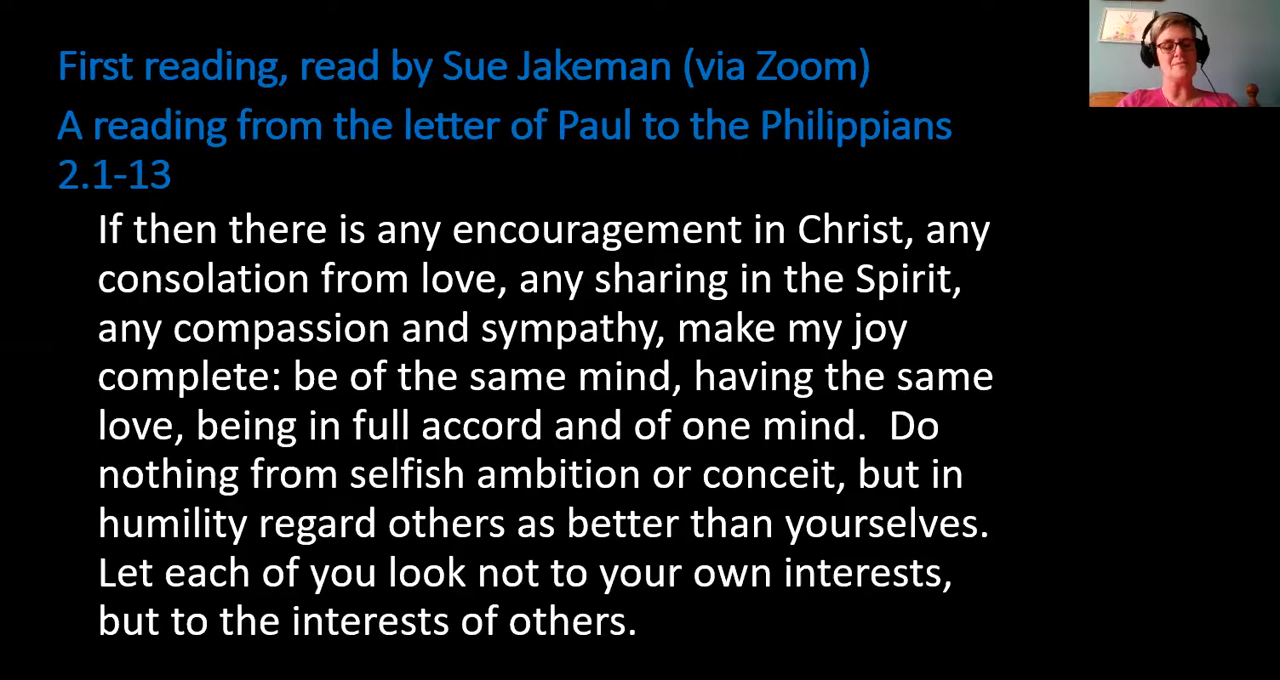 First reading, read by Sue Jakeman (via Zoom)
A reading from the letter of Paul to the Philippians
2.1-13
If then there is any encouragement in Christ, any
consolation from love, any sharing in the Spirit,
any compassion and sympathy, make my joy
complete: be of the same mind, having the same
love, being in full accord and of one mind.  Do
nothing from selfish ambition or conceit, but in
humility regard others as better than yourselves.
Let each of you look not to your own interests,
but to the interests of others.